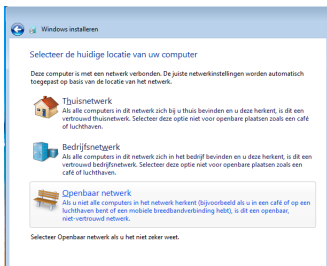 Windows installeren
Selecteer de huidige locatie van uw computer
Deze computer is met een netwerk verbonden. De juiste netwerkinstellingen worden automatisch
toegepast op basis van de locatie van het netwerk.
Thuisnetwerk
Als alle computers in dit netwerk zich bij u thuis bevinden en u deze herkent, is dit een
vertrouwd thuisnetwerk. Selecteer deze optie niet voor openbare plaatsen zoals een café
of luchthaven.
Bedrijfsnetwerk
Als alle computers in dit netwerk zich in het bedrijf bevinden en u deze herkent, is dit een
vertrouwd bedrijfsnetwerk. Selecteer deze optie niet voor openbare plaatsen zoals een
café of luchthaven.
Openbaar netwerk
Als u niet alle computers in het netwerk herkent (bijvoorbeeld als u in een café of op een
luchthaven bent of een mobiele breedbandverbinding hebt), is dit een openbaar,
niet-vertrouwd netwerk.
Selecteer Openbaar netwerk als u het niet zeker weet.